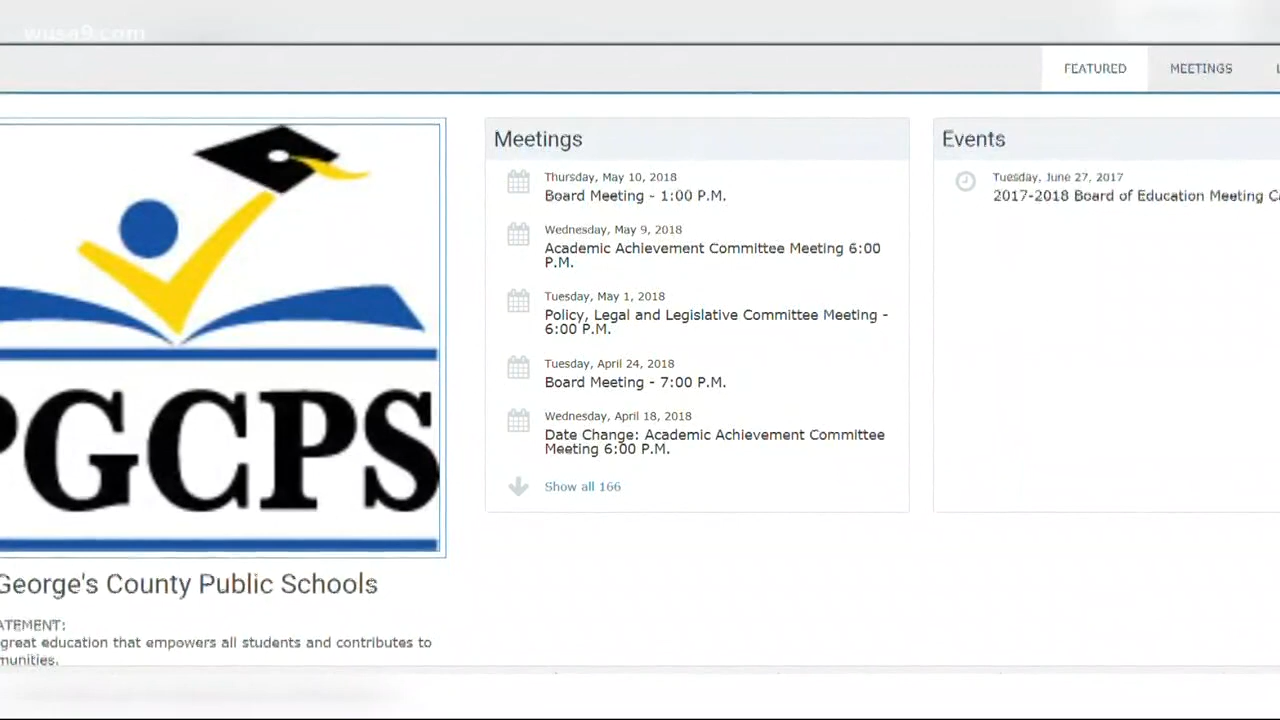 wusa9.com
FEATURED
MEETINGS
Meetings
Events
Thursday, May 10, 2018
Board Meeting - 1:00 P.M.
Wednesday, May 9, 2018
Academic Achievement Committee Meeting 6:00
P.M.
Tuesday, May 1, 2018
Policy, Legal and Legislative Committee Meeting -
6:00 P.M.
Tuesday, April 24, 2018
Board Meeting - 7:00 P.M.
Wednesday, April 18, 2018
Date Change: Academic Achievement Committee
Meeting 6:00 P.M.
Show all 166
Tuesday, June 27, 2017
2017-2018 Board of Education Meeting
PGCPS
George's County Public Schools
ATEMENT:
great education that empowers all students and contributes to
munities.